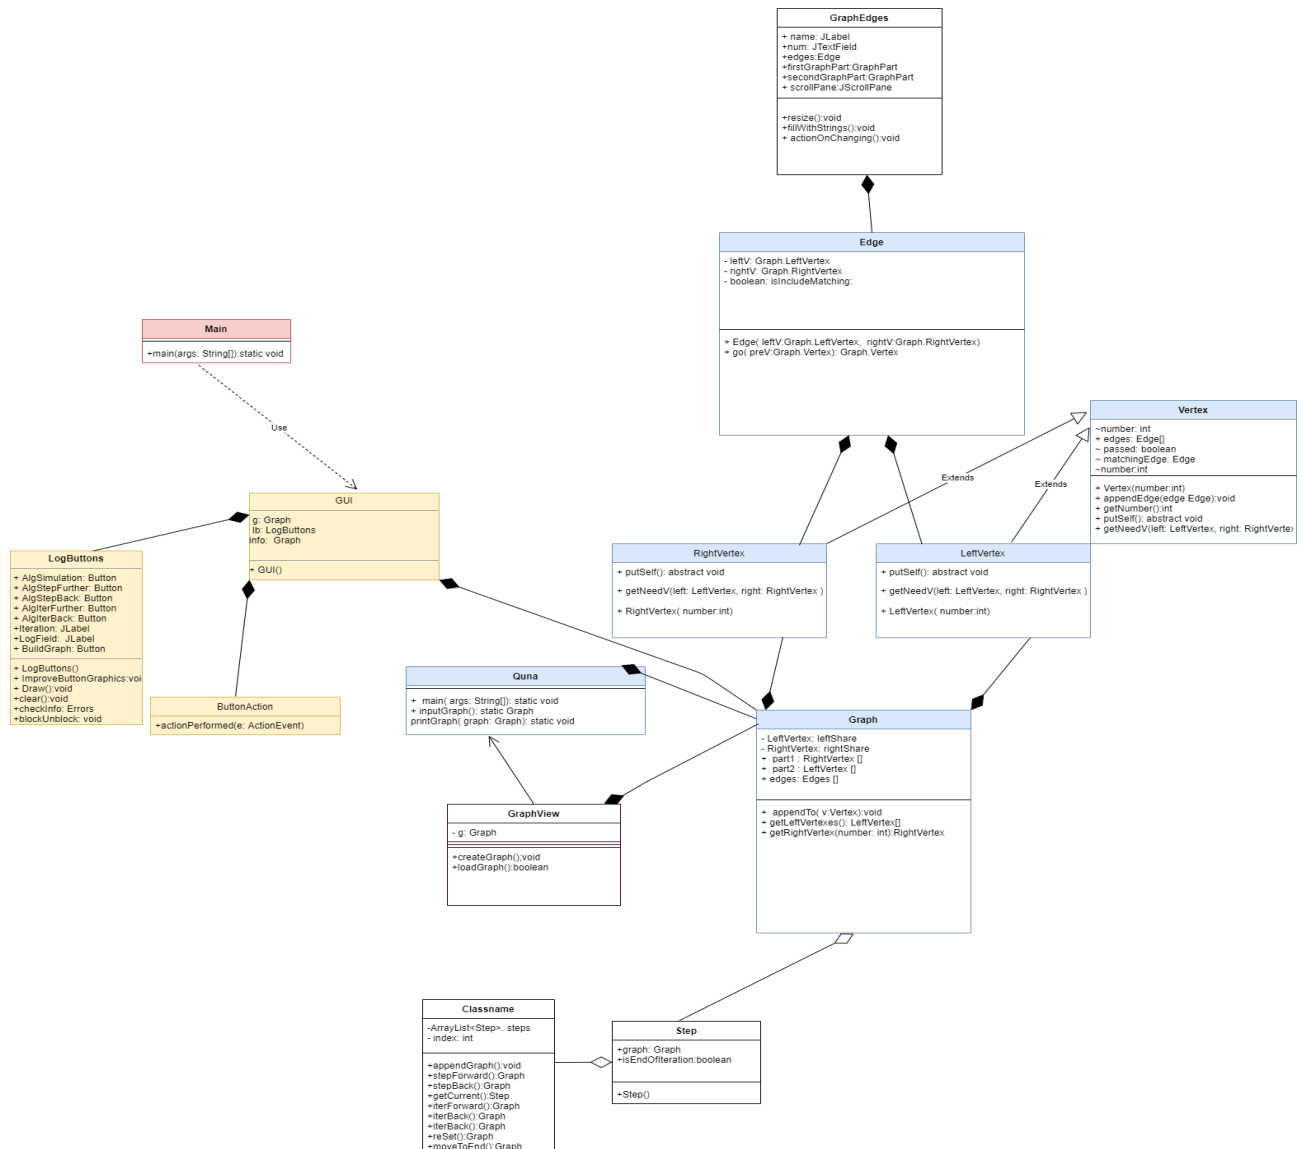 GraphEdges
+ name: JLabel
+num: JTextField
+edges:Edge
+firstGraphPart:GraphPart
+secondGraphPart:GraphPart
+ scrollPane:JScrollPane
+resize():void
+fillWithStrings():void
+ actionOnChanging():void
Edge
- leftV: Graph.LeftVertex
- rightV: Graph.RightVertex
- boolean: isIncludeMatching:
+ Edge( leftV:Graph.LeftVertex, rightV:Graph.RightVertex)
+ go( preV:Graph.Vertex): Graph.Vertex
Main
+main(args: String[]):static void
Use
Vertex
~number: int
+ edges: Edge[]
~ passed: boolean
~ matchingEdge: Edge
~number:int
+ Vertex(number:int)
+ appendEdge(edge Edge):void
+ getNumber():int
+ putSelf(): abstract void
+ getNeedV(left: LeftVertex, right: RightVertex
Extends
Extends
GUI
g: Graph
lb: LogButtons
info: Graph
+ GUI()
LogButtons
+ AlgSimulation: Button
+ AlgStepFurther: Button
+ AlgStepBack: Button
+ AlgIterFurther: Button
+ AlgIterBack: Button
+Iteration: JLabel
+LogField: JLabel
+ BuildGraph: Button
+ LogButtons()
+ ImproveButtonGraphics:voi
+ Draw():void
+clear():void
+checkInfo: Errors
+blockUnblock: void
ButtonAction
+actionPerformed(e: ActionEvent)
RightVertex
+ putSelf(): abstract void
+ getNeedV(left: LeftVertex, right: RightVertex )
+ RightVertex( number:int)
LeftVertex
+ putSelf(): abstract void
+ getNeedV(left: LeftVertex, right: RightVertex )
+ LeftVertex( number:int)
Quna
+ main( args: String[]): static void
+ inputGraph(): static Graph
printGraph( graph: Graph): static void
Graph
- LeftVertex: leftShare
- RightVertex: rightShare
+ part1 : RightVertex []
+ part2 : LeftVertex []
+ edges: Edges []
+ appendTo( v:Vertex):void
+ getLeftVertexes(): LeftVertex[]
+ getRightVertex(number: int):RightVertex
GraphView
- g: Graph
+createGraph();void
+loadGraph():boolean
Classname
-ArrayList<Step>. steps
- index: int
+appendGraph():void
+stepForward():Graph
+stepBack():Graph
+getCurrent():Step
+iterForward():Graph
+iterBack():Graph
+iterBack():Graph
+reSet():Graph
+moveToEnd():Graph
Step
+graph: Graph
+isEndOfIteration:boolean
+Step()